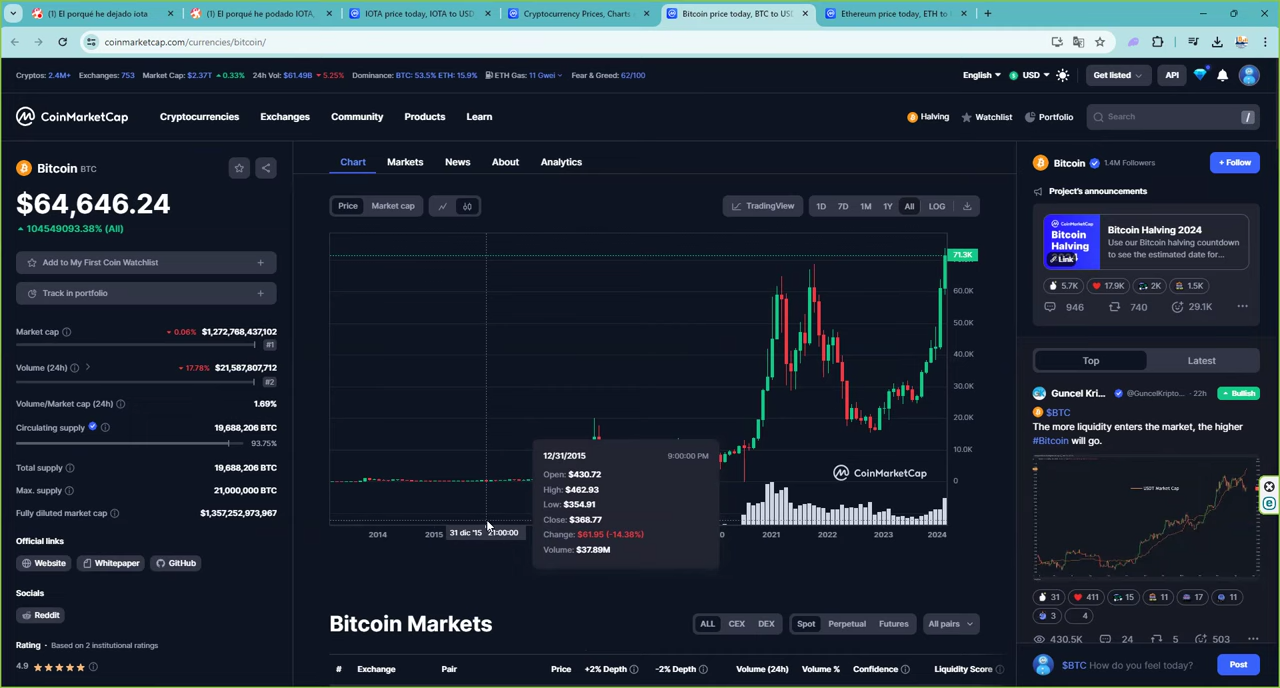 El porqué he dejado iota
El porqué he podado IOTA,
IOTA price today, IOTA to USD
Cryptocurrency Prices, Charts
Bitcoin price today, BTC to USD
Ethereum price today, ETH to
coinmarketcap.com/currencies/bitcoin/
Cryptos: 2.4M+ Exchanges: 753 Market Cap: $2.37T 0.33% 24h Vol: $61.49B 5.25% Dominance: BTC: 53.5% ETH: 15.9% ETH Gas: 11 Gwei Fear & Greed: 62/100
English USD Get listed API
CoinMarketCap Cryptocurrencies Exchanges Community Products Learn
Halving Watchlist Portfolio Search /
Bitcoin BTC
$64,646.24
104549093.38% (All)
Add to My First Coin Watchlist +
Track in portfolio +
Market cap 0.06% $1,272,768,437,102
#1
Volume (24h) 17.78% $21,587,807,712
#2
Volume/Market cap (24h) 1.69%
Circulating supply 19,688,206 BTC
93.75%
Total supply 19,688,206 BTC
Max. supply 21,000,000 BTC
Fully diluted market cap $1,357,252,973,967
Official links
Website Whitepaper GitHub
Socials
Reddit
Rating · Based on 2 institutional ratings
4.9
Chart Markets News About Analytics
Price Market cap TradingView 1D 7D 1M 1Y All LOG
71.3K
60.0K
50.0K
40.0K
30.0K
20.0K
10.0K
0
CoinMarketCap
12/31/2015 9:00:00 PM
Open: $430.72
High: $462.93
Low: $354.91
Close: $368.77
Change: $61.95 (-14.38%)
Volume: $37.89M
2014 2015 31 dic '15 21:00:00 2021 2022 2023 2024
Bitcoin Markets
ALL CEX DEX Spot Perpetual Futures All pairs
# Exchange Pair Price +2% Depth -2% Depth Volume (24h) Volume % Confidence Liquidity Score
Bitcoin 1.4M Followers + Follow
Project's announcements
CoinMarketCap
Bitcoin
Halving
Link
Bitcoin Halving 2024
Use our Bitcoin halving countdown
to see the estimated date for...
5.7K 17.9K 2K 1.5K
946 740 29.1K
Top Latest
Guncel Kri... @GuncelKripto... · 22h Bullish
$BTC
The more liquidity enters the market, the higher
#Bitcoin will go.
USDT Market Cap
31 411 15 11 17 11
3 4
430.5K 24 5 503
$BTC How do you feel today? Post